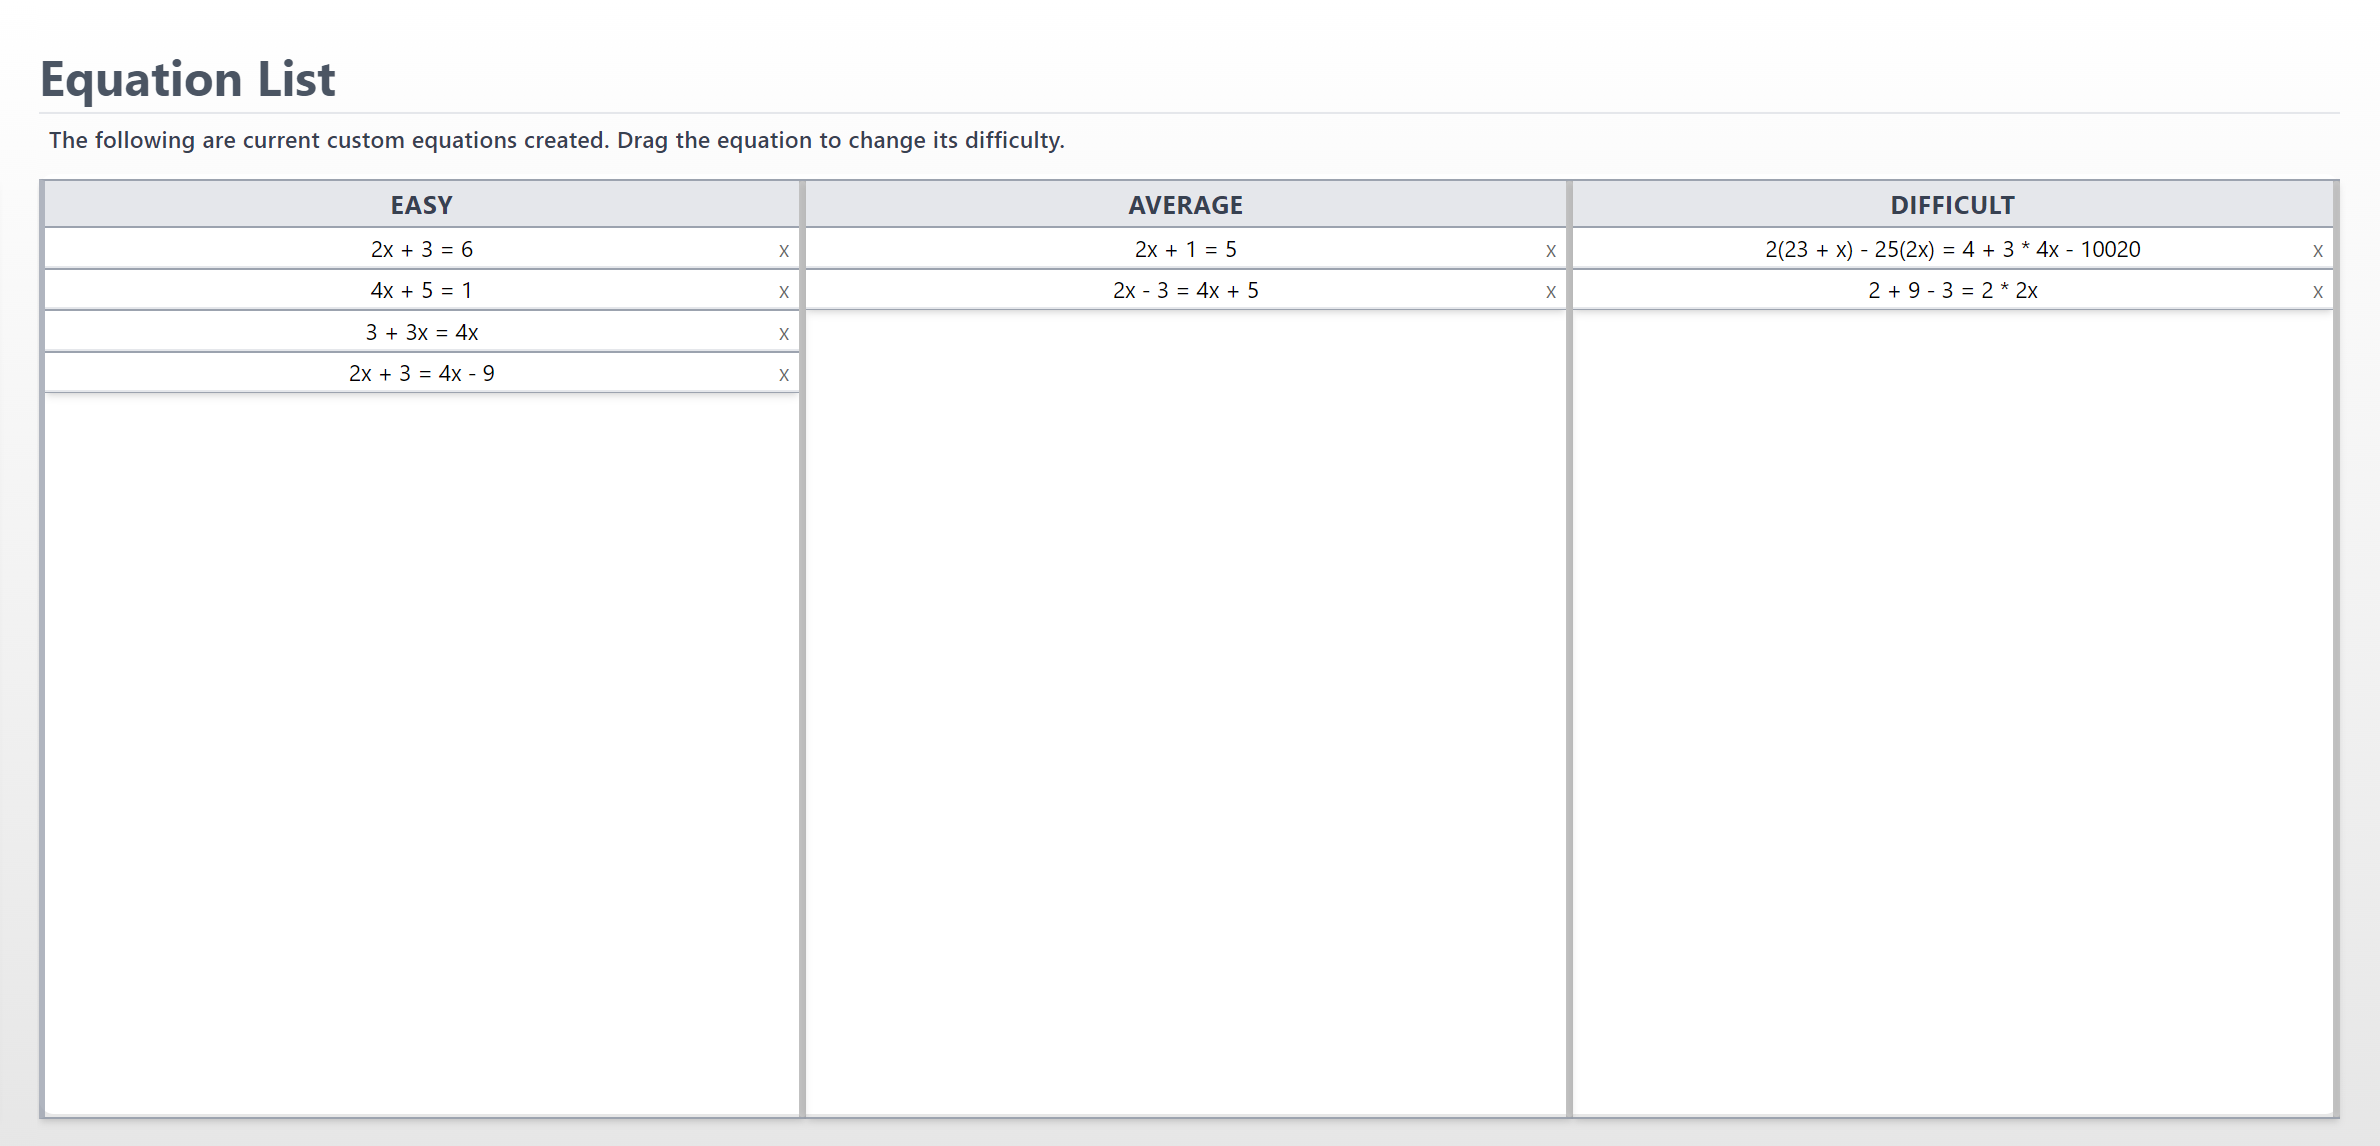 Equation List
The following are current custom equations created. Drag the equation to change its difficulty.
EASY AVERAGE DIFFICULT
2x + 3 = 6 x 2x + 1 = 5 x 2(23 + x) - 25(2x) = 4 + 3 * 4x - 10020 x
4x + 5 = 1 x 2x - 3 = 4x + 5 x 2 + 9 - 3 = 2 * 2x x
3 + 3x = 4x x
2x + 3 = 4x - 9 x